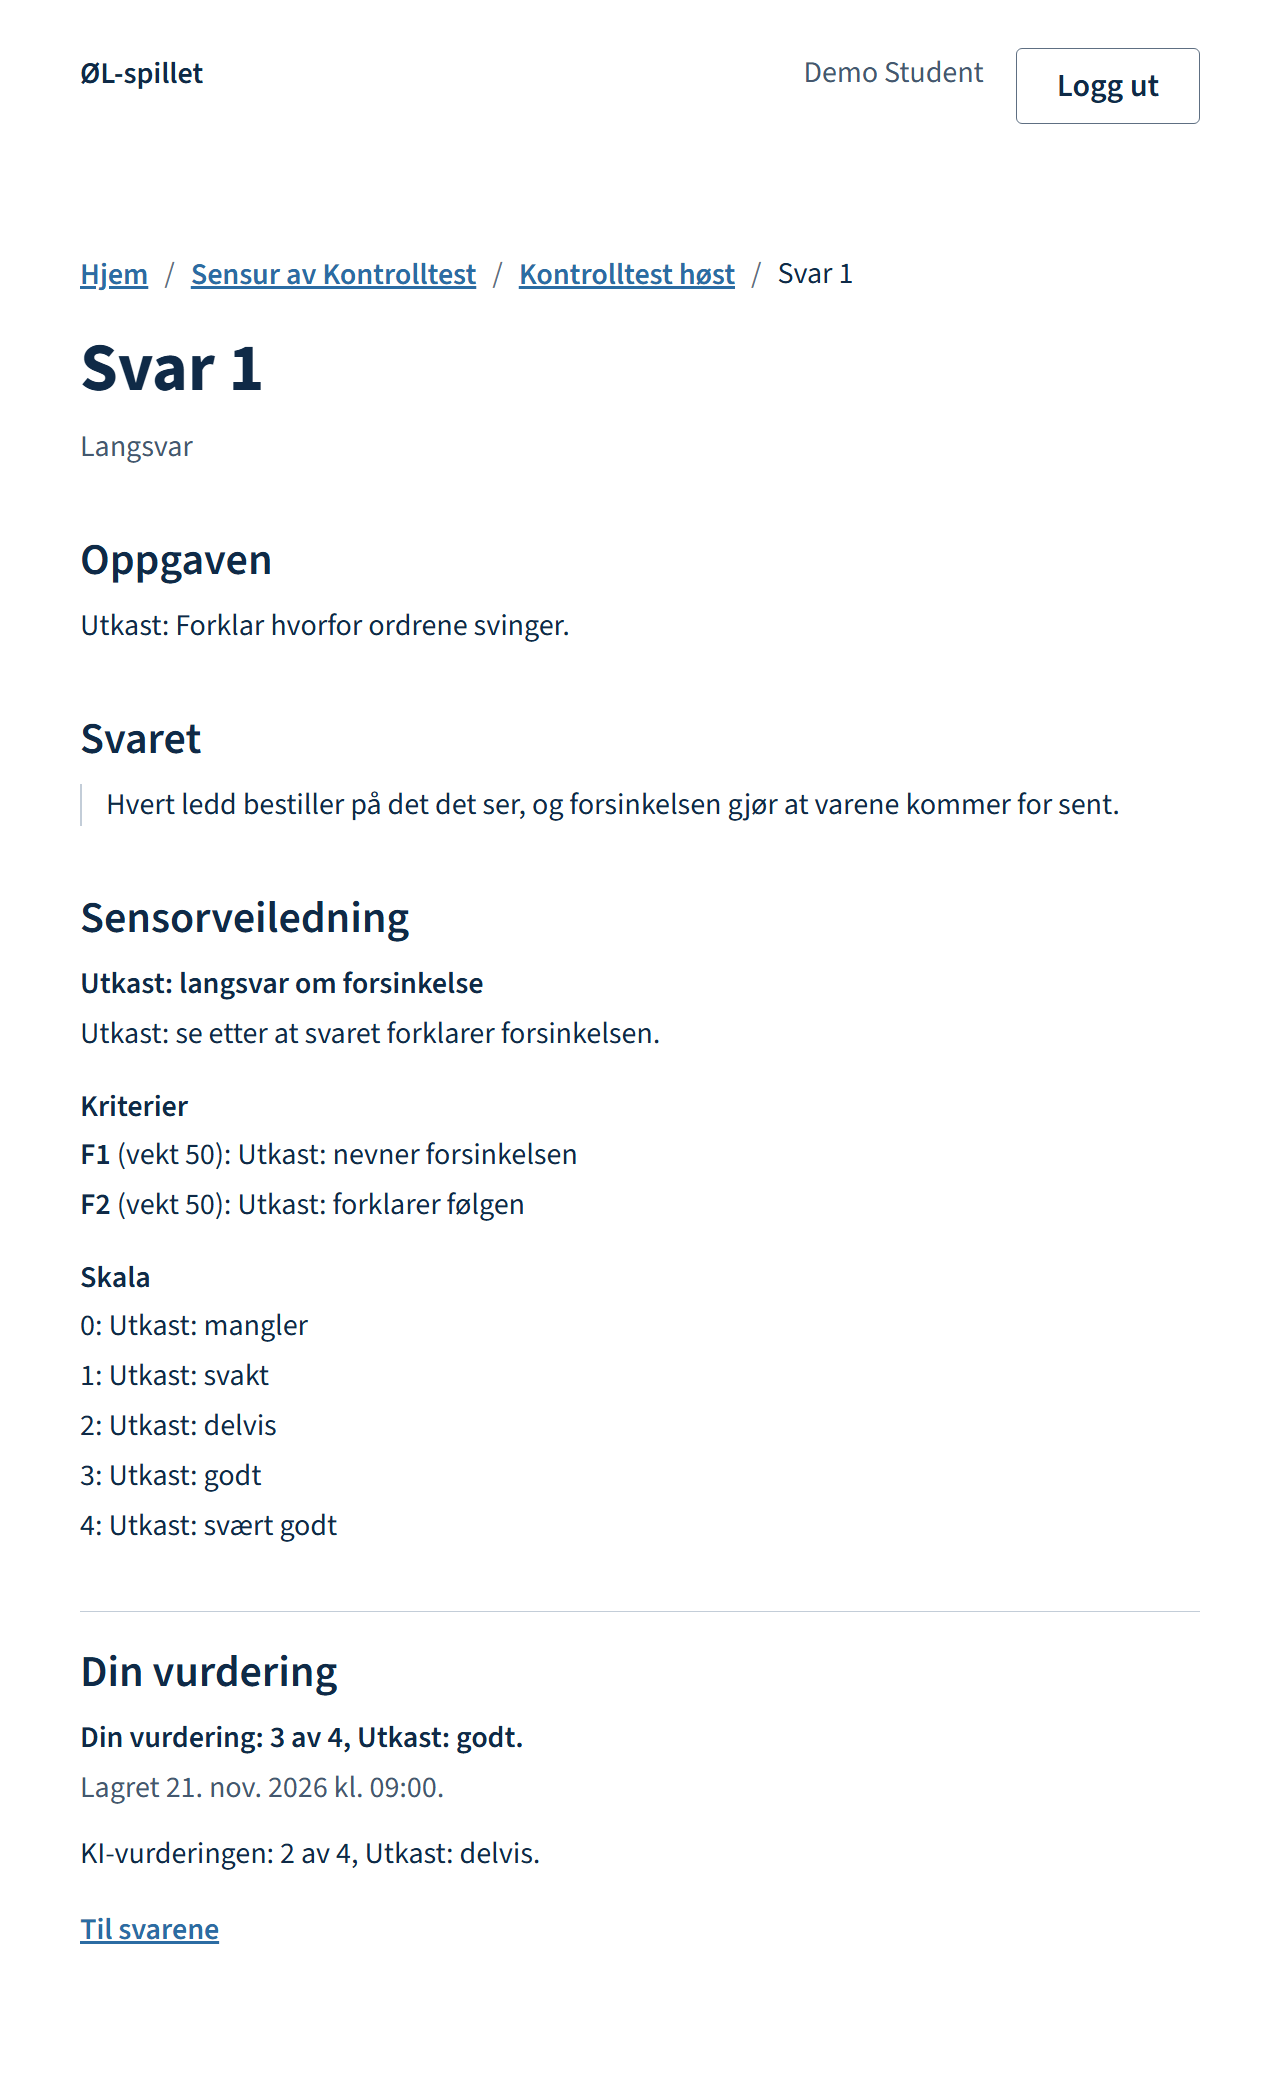 ØL-spillet
Demo Student
Logg ut
Hjem / Sensur av Kontrolltest / Kontrolltest høst / Svar 1
Svar 1
Langsvar
Oppgaven
Utkast: Forklar hvorfor ordrene svinger.
Svaret
Hvert ledd bestiller på det det ser, og forsinkelsen gjør at varene kommer for sent.
Sensorveiledning
Utkast: langsvar om forsinkelse
Utkast: se etter at svaret forklarer forsinkelsen.
Kriterier
F1 (vekt 50): Utkast: nevner forsinkelsen
F2 (vekt 50): Utkast: forklarer følgen
Skala
0: Utkast: mangler
1: Utkast: svakt
2: Utkast: delvis
3: Utkast: godt
4: Utkast: svært godt
Din vurdering
Din vurdering: 3 av 4, Utkast: godt.
Lagret 21. nov. 2026 kl. 09:00.
KI-vurderingen: 2 av 4, Utkast: delvis.
Til svarene